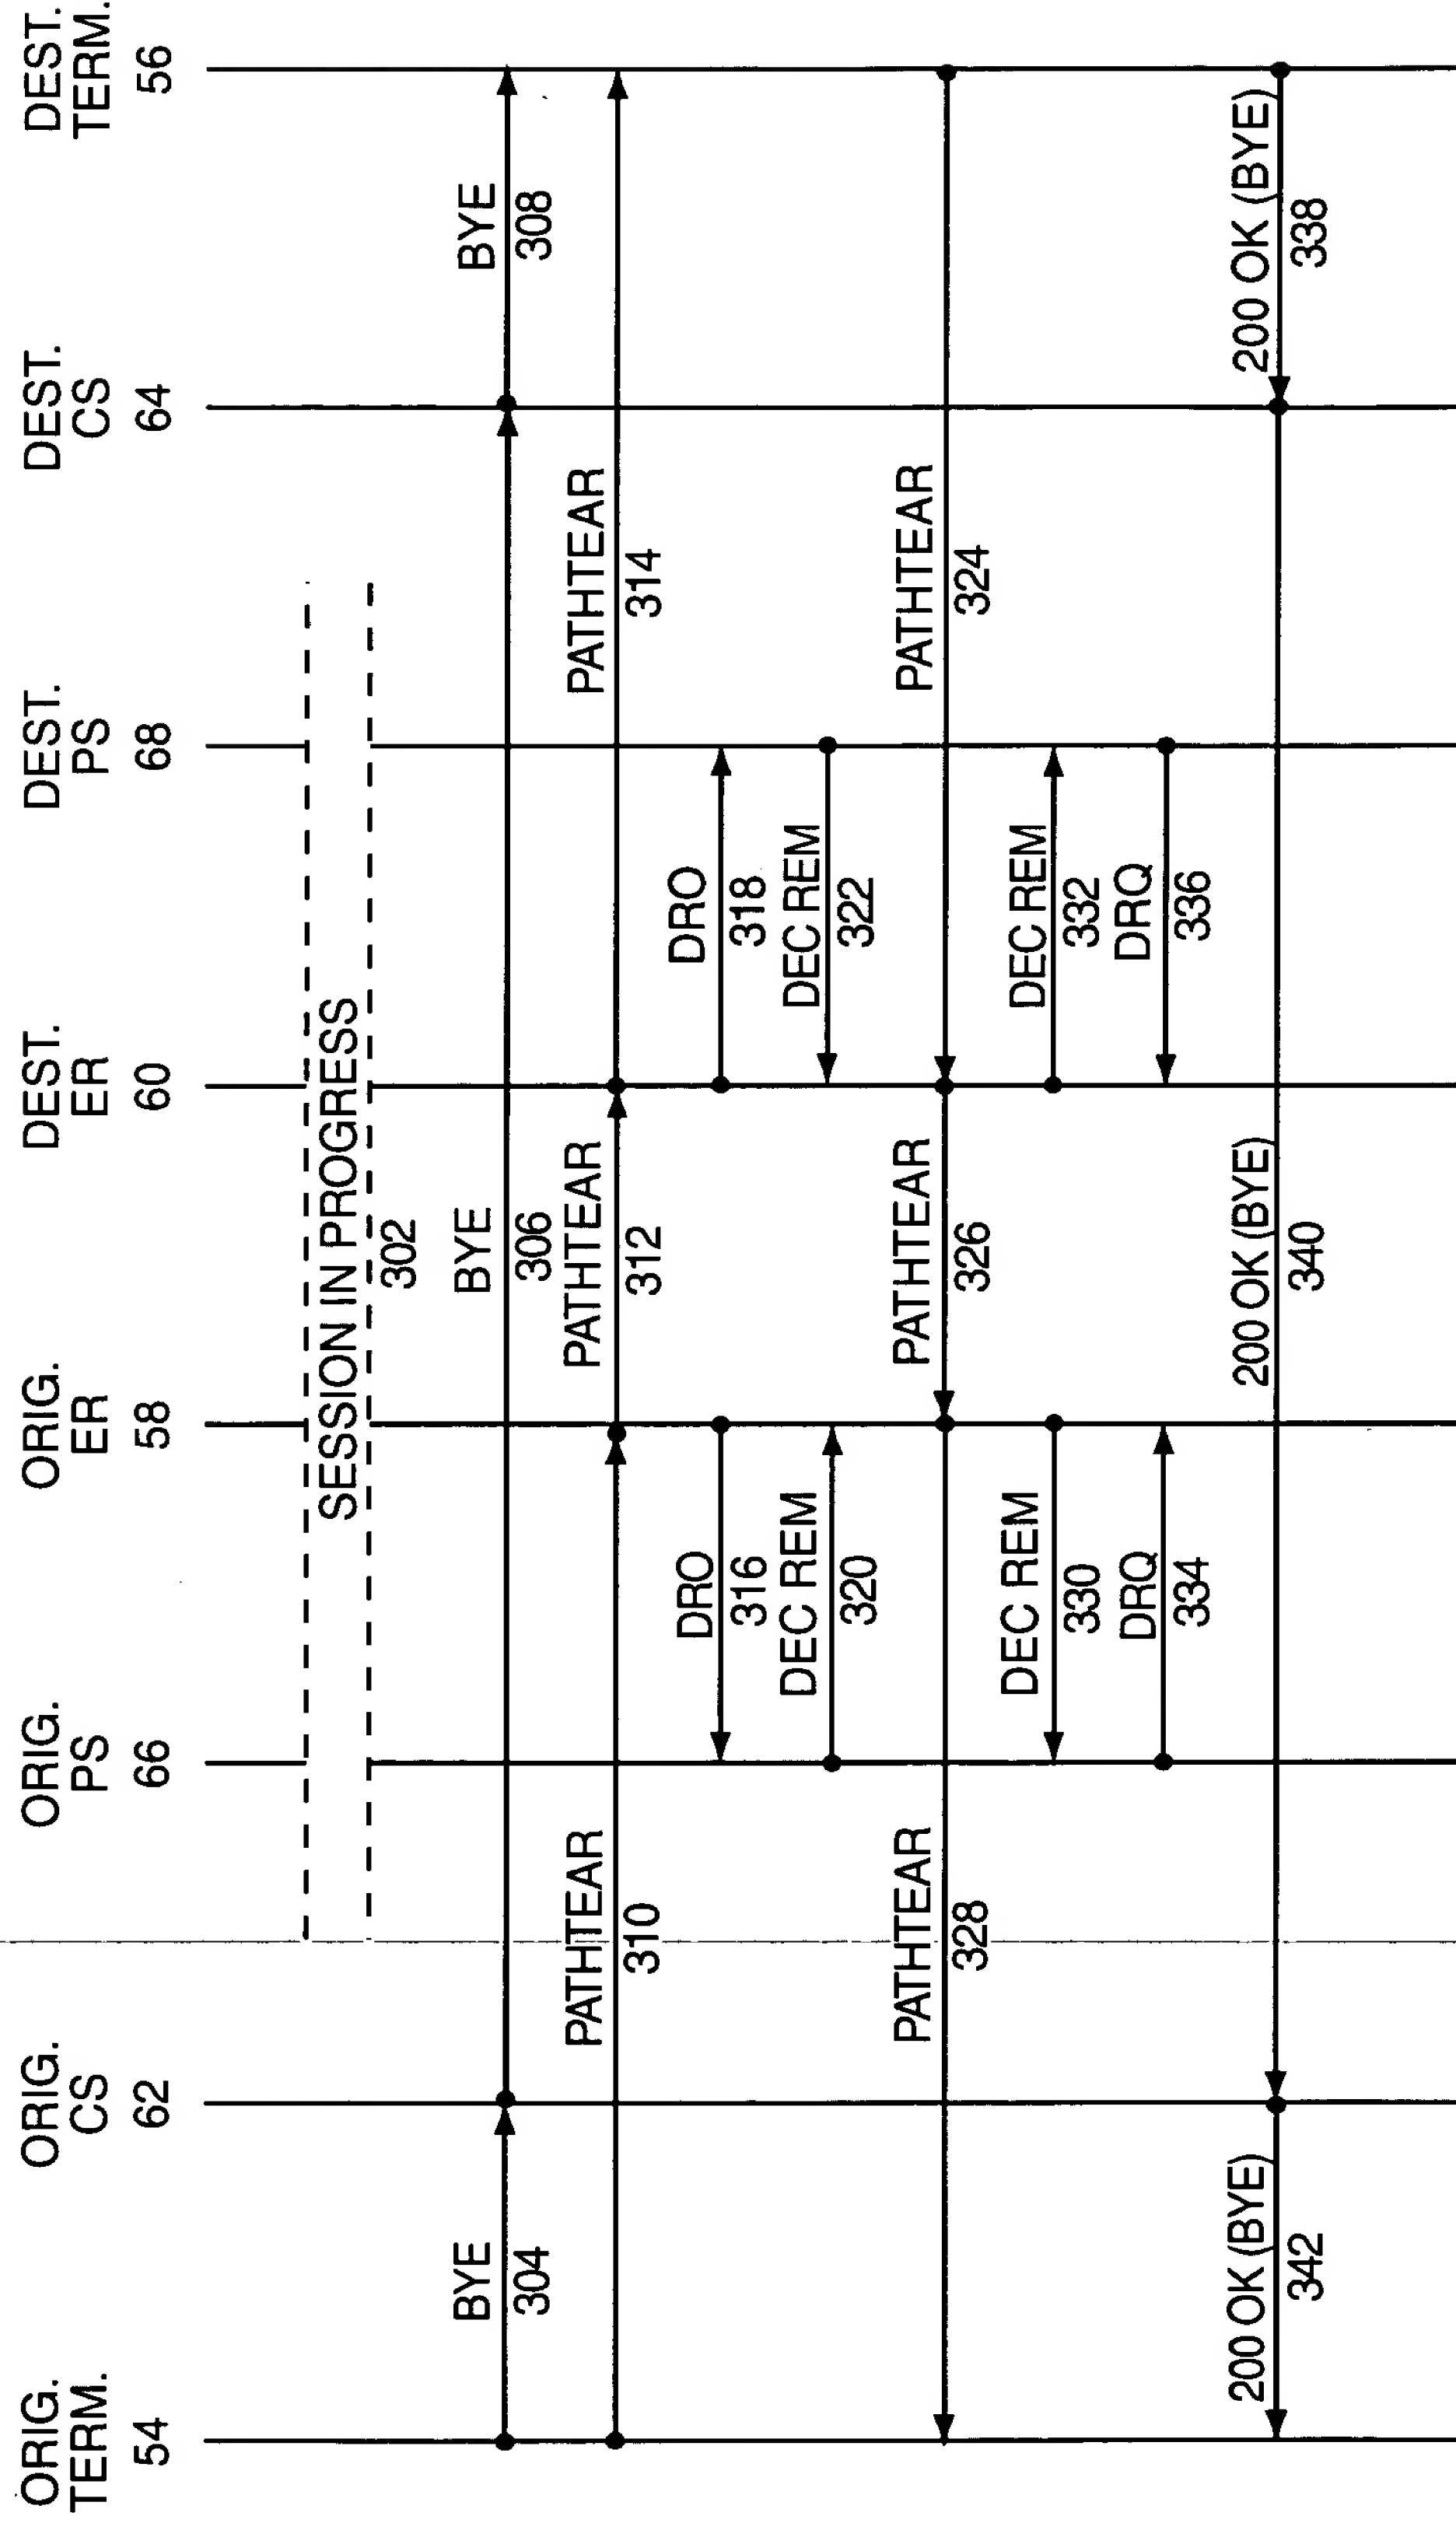 ORIG.
TERM.
54
ORIG.
CS
62
ORIG.
PS
66
ORIG.
ER
58
DEST.
ER
60
DEST.
PS
68
DEST.
CS
64
DEST.
TERM.
56
SESSION IN PROGRESS
302
BYE
304
BYE
306
BYE
308
PATHTEAR
310
PATHTEAR
312
PATHTEAR
314
DRO
316
DRO
318
DEC REM
320
DEC REM
322
PATHTEAR
324
PATHTEAR
326
PATHTEAR
328
DEC REM
330
DEC REM
332
DRQ
334
DRQ
336
200 OK (BYE)
338
200 OK (BYE)
340
200 OK (BYE)
342